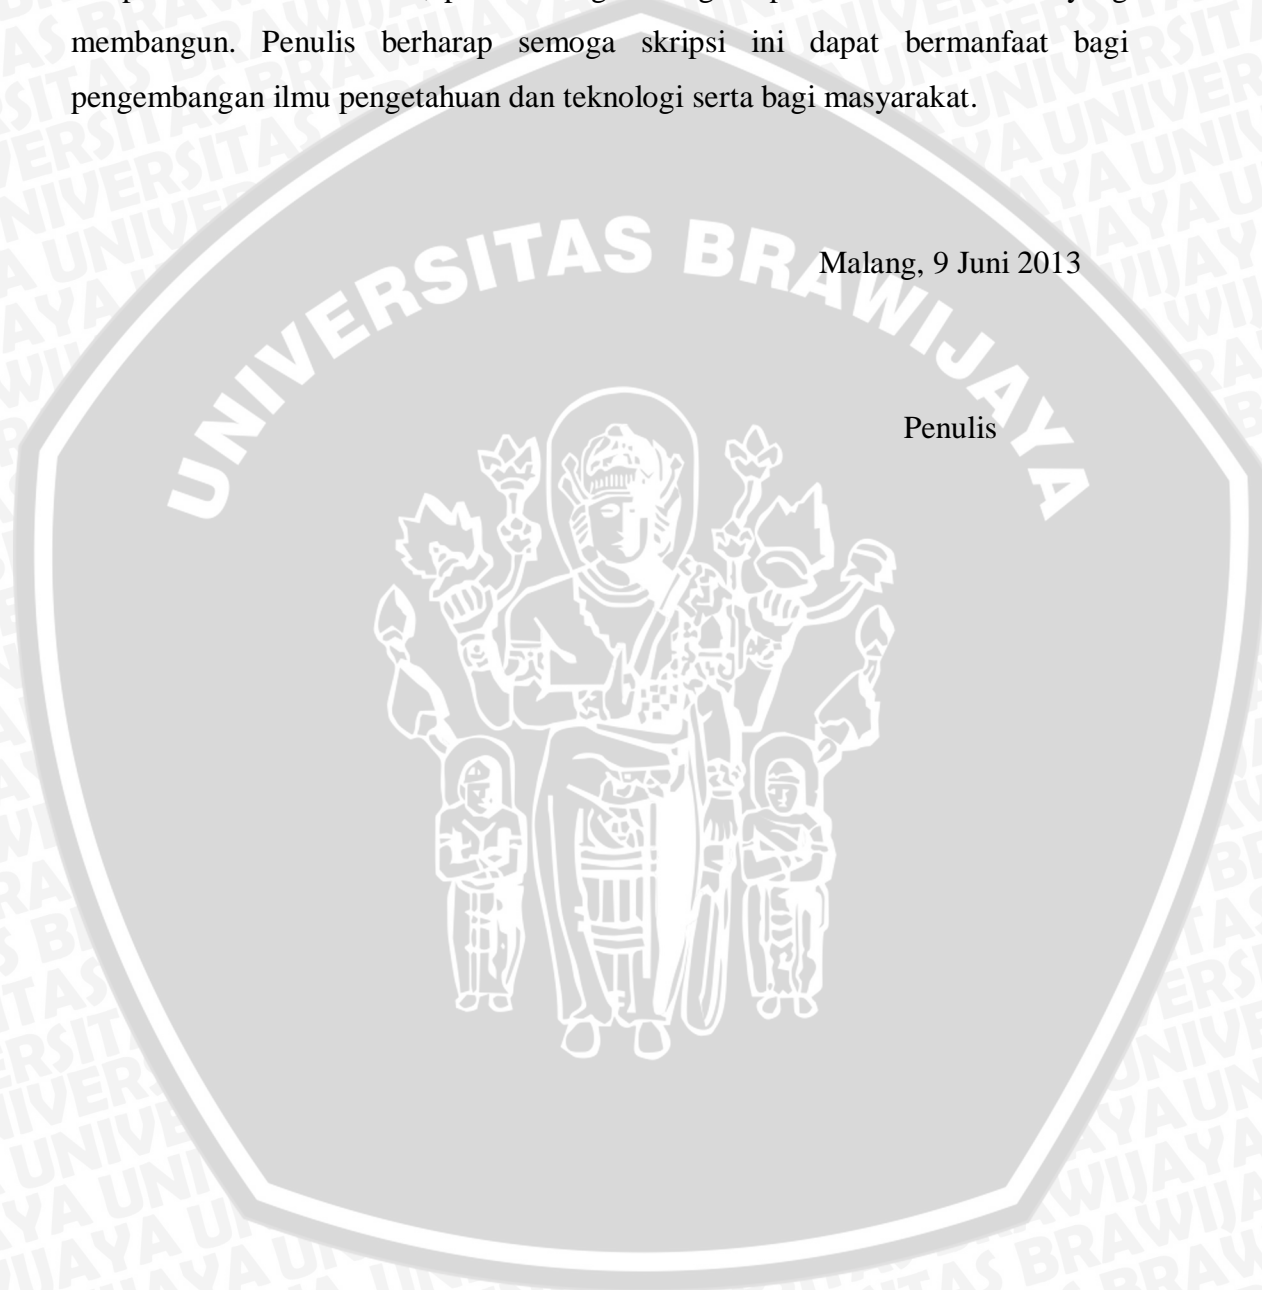 membangun. Penulis berharap semoga skripsi ini dapat bermanfaat bagi
pengembangan ilmu pengetahuan dan teknologi serta bagi masyarakat.
UNIVERSITAS BRAWIJAYA
Malang, 9 Juni 2013
Penulis